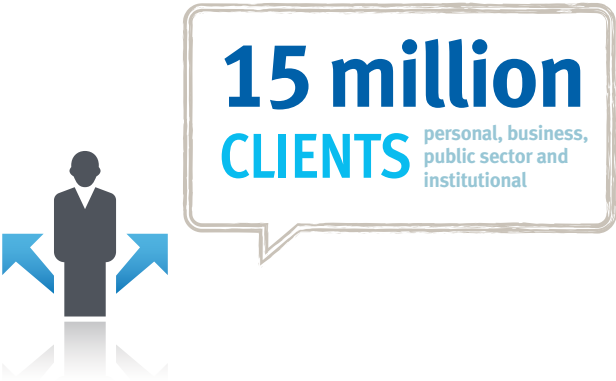 15 million
CLIENTS
personal, business,
public sector and
institutional